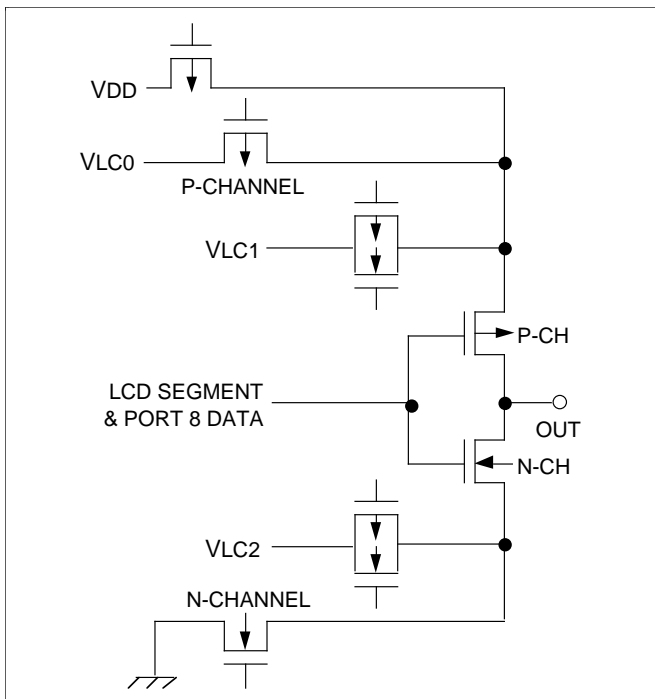 VDD
VLC0
P-CHANNEL
VLC1
P-CH
LCD SEGMENT
& PORT 8 DATA
OUT
N-CH
VLC2
N-CHANNEL